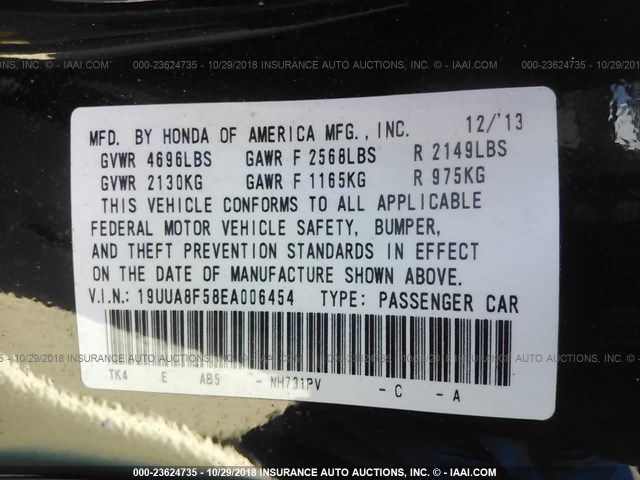 000-23624735 - 10/29/2018 INSURANCE AUTO AUCTIONS, INC. © - IAAI.COM
MFD. BY HONDA OF AMERICA MFG., INC. 12/'13
GVWR 4696LBS GAWR F 2568LBS R 2149LBS
GVWR 2130KG GAWR F 1165KG R 975KG
THIS VEHICLE CONFORMS TO ALL APPLICABLE
FEDERAL MOTOR VEHICLE SAFETY, BUMPER,
AND THEFT PREVENTION STANDARDS IN EFFECT
ON THE DATE OF MANUFACTURE SHOWN ABOVE.
V.I.N.: 19UUA8F58EA006454 TYPE: PASSENGER CAR
TK4 E AB5 - NH731PV - C - A
000-23624735 - 10/29/2018 INSURANCE AUTO AUCTIONS, INC. © - IAAI.COM